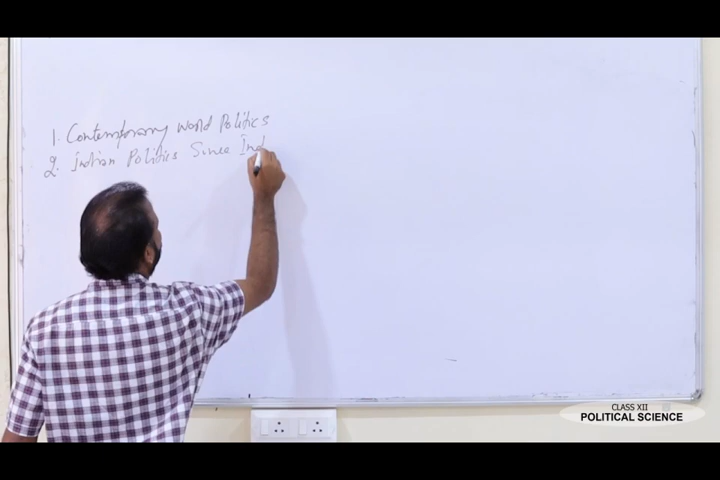 1. Contemporary World Politics
2. Indian Politics Since Ind
CLASS XII
POLITICAL SCIENCE